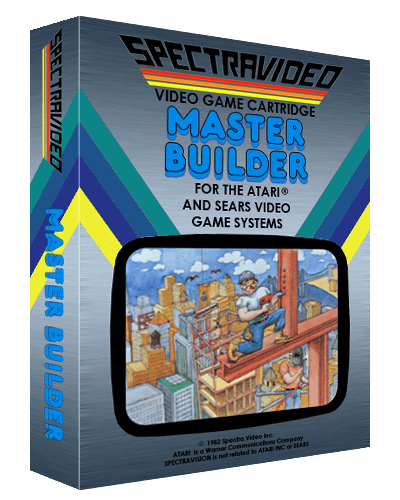 SPECTRAVIDEO
VIDEO GAME CARTRIDGE
MASTER
BUILDER
FOR THE ATARI®
AND SEARS VIDEO
GAME SYSTEMS
© 1982 Spectra Video Inc.
ATARI is a Warner Communications Company
SPECTRAVISION is not related to ATARI INC or SEARS
SPECTRAVIDEO
MASTER BUILDER